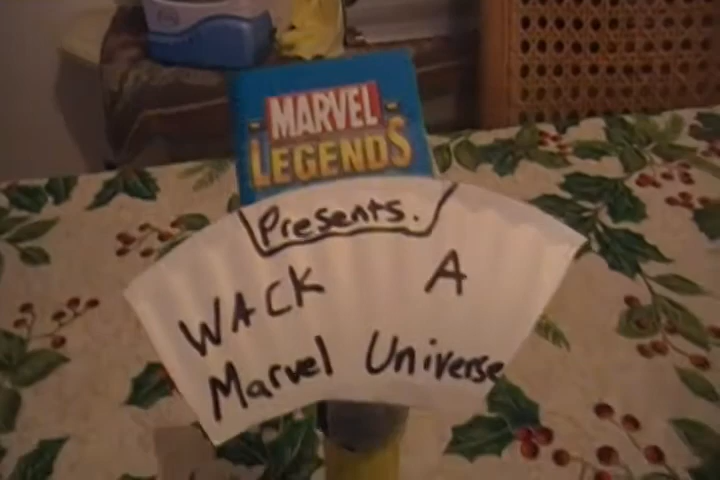 MARVEL
LEGENDS
Presents.
WACK A
Marvel Universe